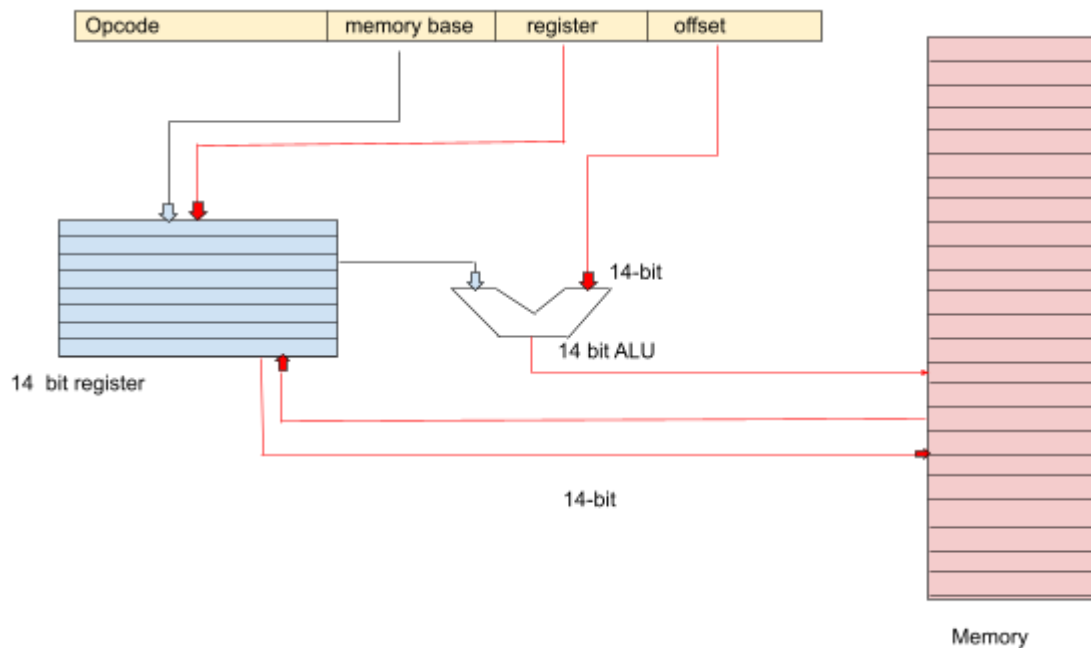 Opcode memory base register offset
14-bit
14 bit ALU
14 bit register
14-bit
Memory